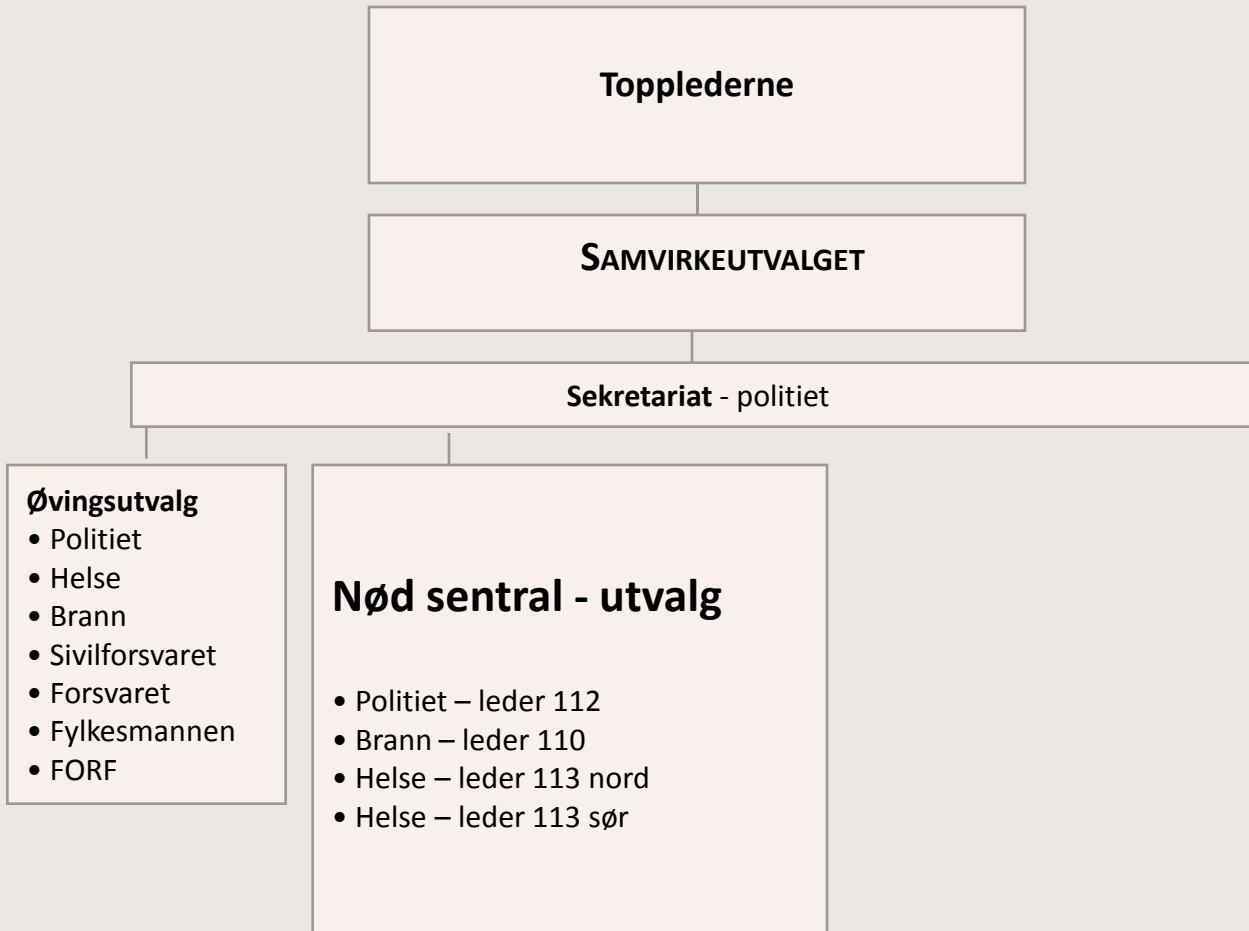 Topplederne
SAMVIRKEUTVALGET
Sekretariat - politiet
Øvingsutvalg
• Politiet
• Helse
• Brann
• Sivilforsvaret
• Forsvaret
• Fylkesmannen
• FORF
Nød sentral - utvalg
• Politiet – leder 112
• Brann – leder 110
• Helse – leder 113 nord
• Helse – leder 113 sør